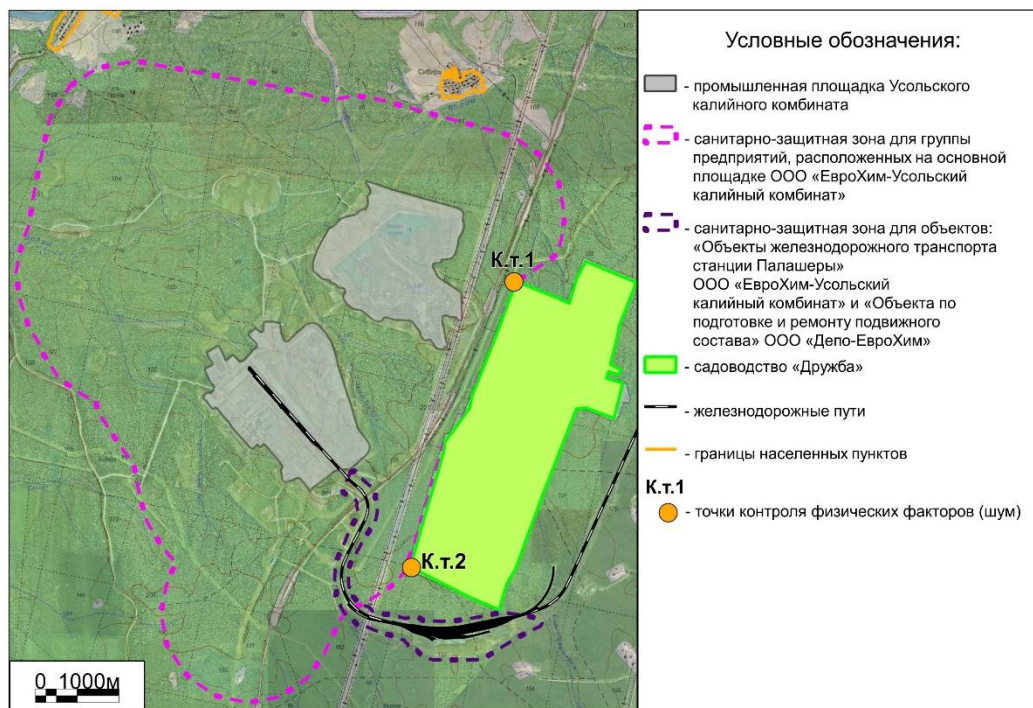 Сибирь
К.т.1
К.т.2
0 1000м
Условные обозначения:
- промышленная площадка Усольского
калийного комбината
- санитарно-защитная зона для группы
предприятий, расположенных на основной
площадке ООО «ЕвроХим-Усольский
калийный комбинат»
- санитарно-защитная зона для объектов:
«Объекты железнодорожного транспорта
станции Палашеры»
ООО «ЕвроХим-Усольский
калийный комбинат» и «Объекта по
подготовке и ремонту подвижного
состава» ООО «Депо-ЕвроХим»
- садоводство «Дружба»
- железнодорожные пути
- границы населенных пунктов
К.т.1
- точки контроля физических факторов (шум)